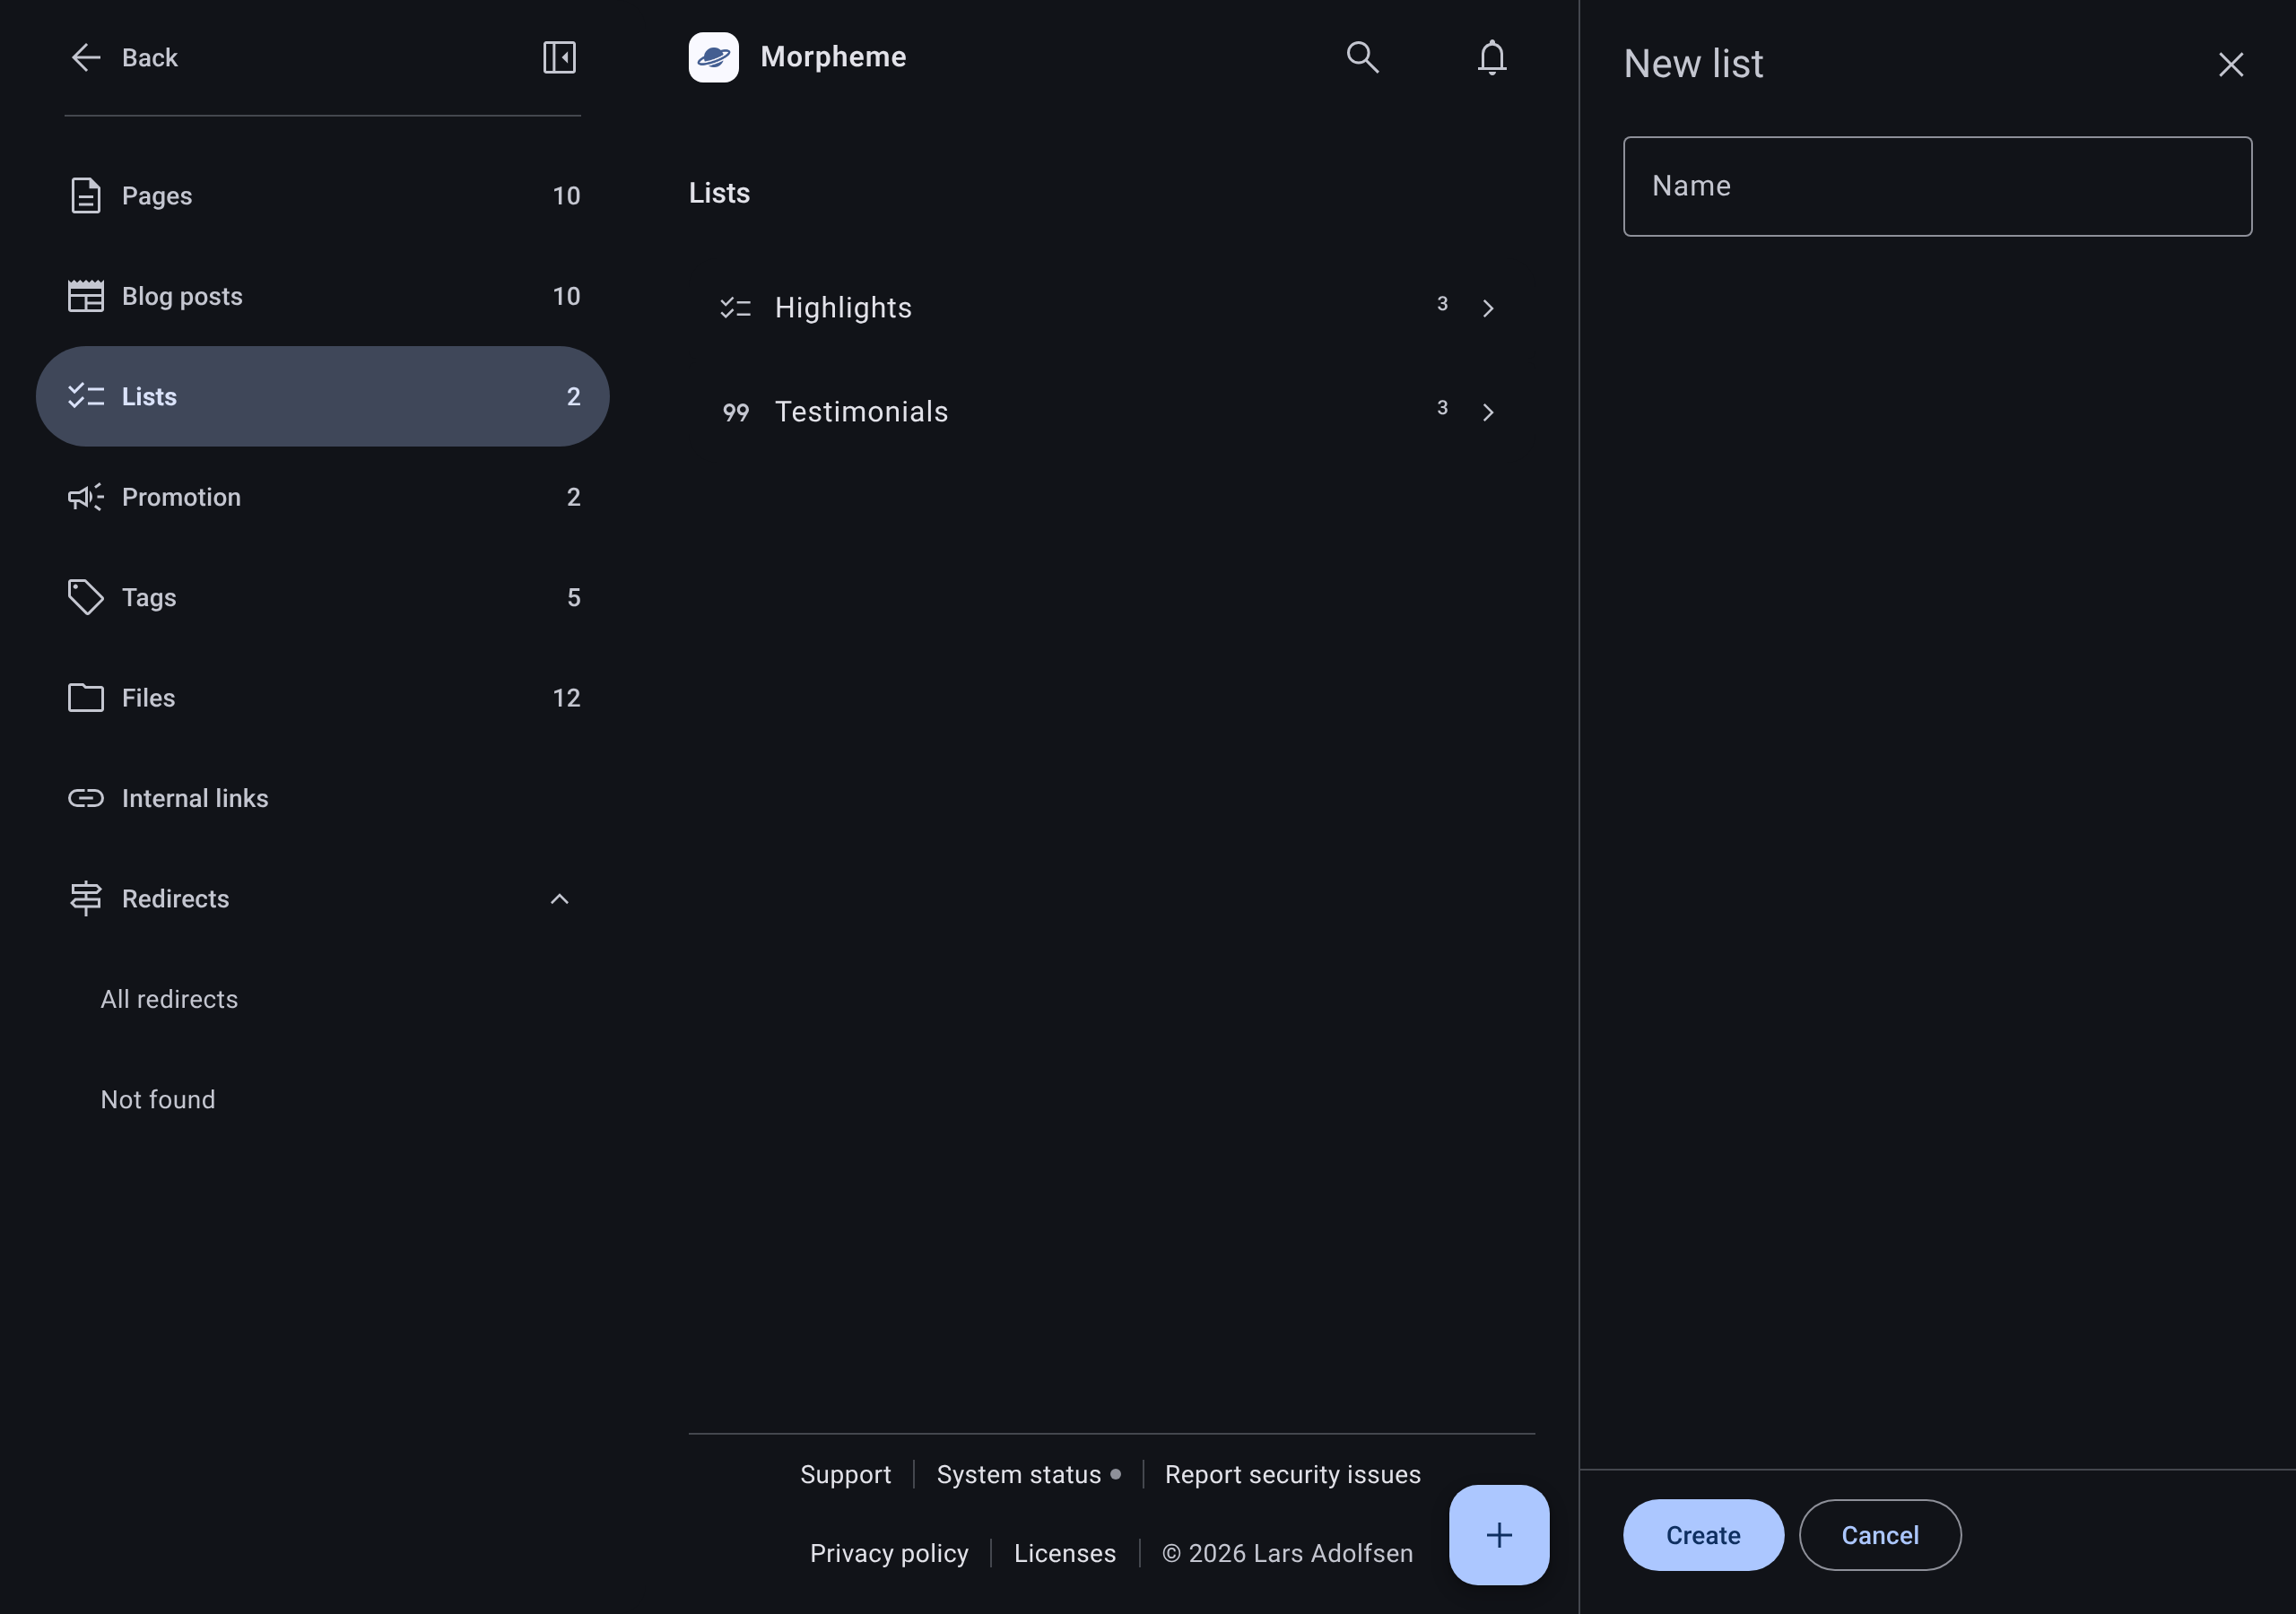 Back
Pages 10
Blog posts 10
Lists 2
Promotion 2
Tags 5
Files 12
Internal links
Redirects
All redirects
Not found
Morpheme
Lists
Highlights 3
Testimonials 3
Support System status Report security issues
Privacy policy Licenses © 2026 Lars Adolfsen
New list
Name
Create Cancel